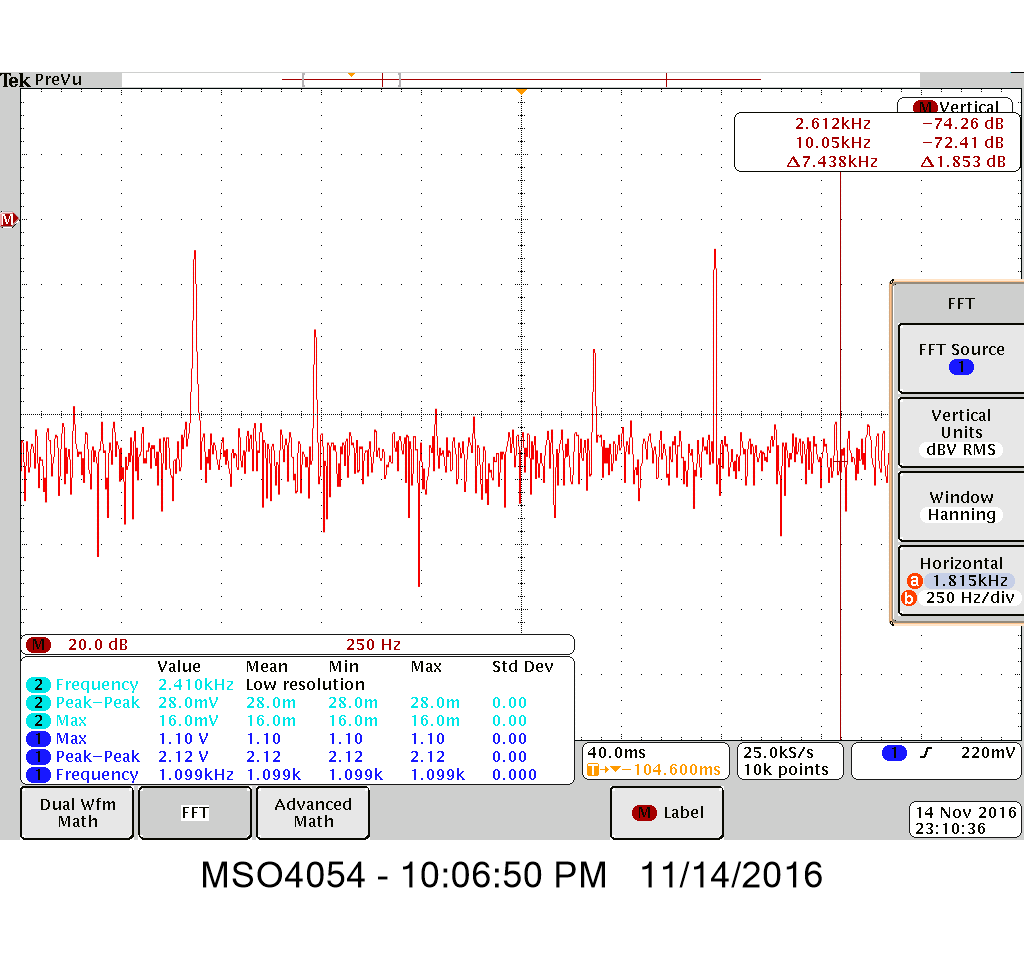 Tek PreVu
M Vertical
2.612kHz −74.26 dB
10.05kHz −72.41 dB
Δ7.438kHz Δ1.853 dB
M
FFT
FFT Source
1
Vertical
Units
dBV RMS
Window
Hanning
Horizontal
a 1.815kHz
b 250 Hz/div
M 20.0 dB 250 Hz
Value Mean Min Max Std Dev
2 Frequency 2.410kHz Low resolution
2 Peak−Peak 28.0mV 28.0m 28.0m 28.0m 0.00
2 Max 16.0mV 16.0m 16.0m 16.0m 0.00
1 Max 1.10 V 1.10 1.10 1.10 0.00
1 Peak−Peak 2.12 V 2.12 2.12 2.12 0.00
1 Frequency 1.099kHz 1.099k 1.099k 1.099k 0.000
40.0ms
T→▼−104.600ms
25.0kS/s
10k points
1 ƒ 220mV
Dual Wfm
Math
FFT
Advanced
Math
M Label
14 Nov 2016
23:10:36
MSO4054 - 10:06:50 PM 11/14/2016